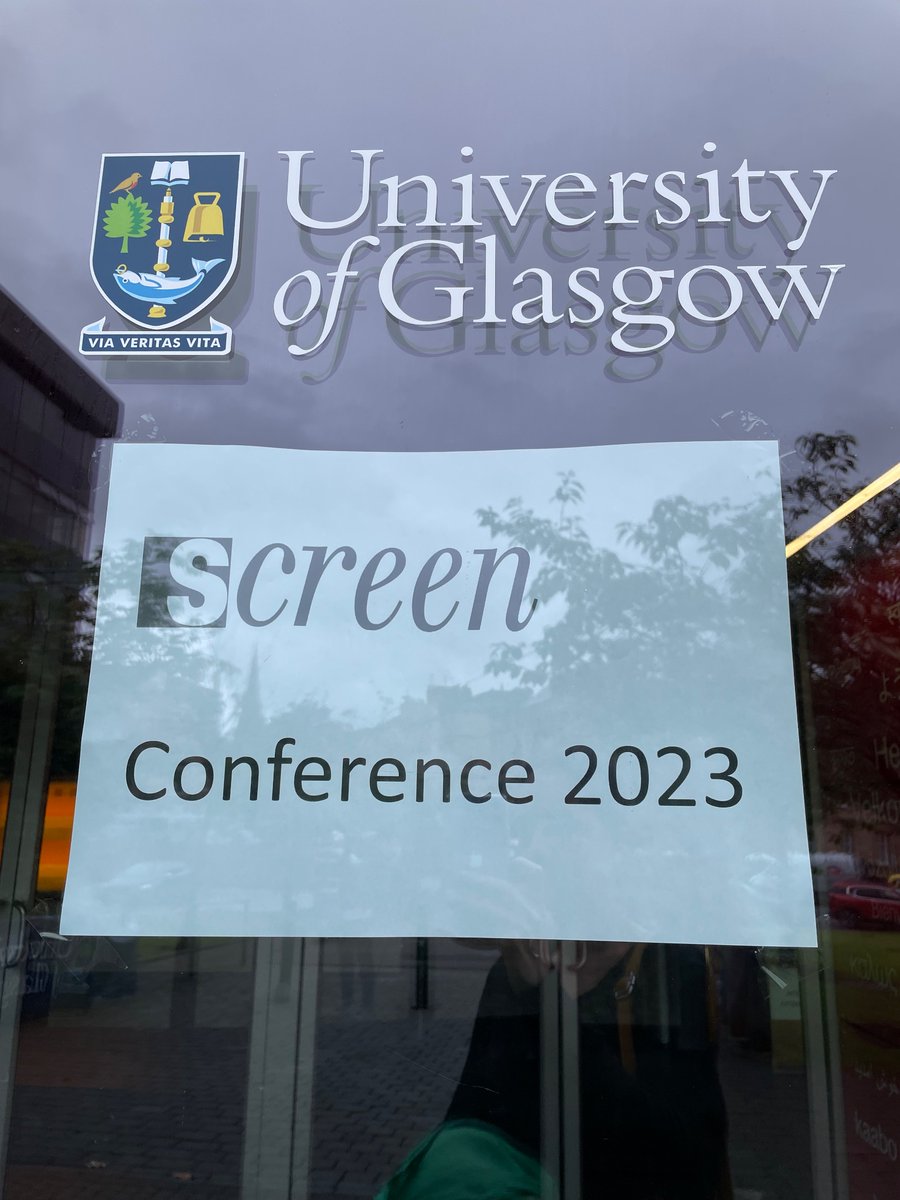 University
of Glasgow
VIA VERITAS VITA
screen
Conference 2023